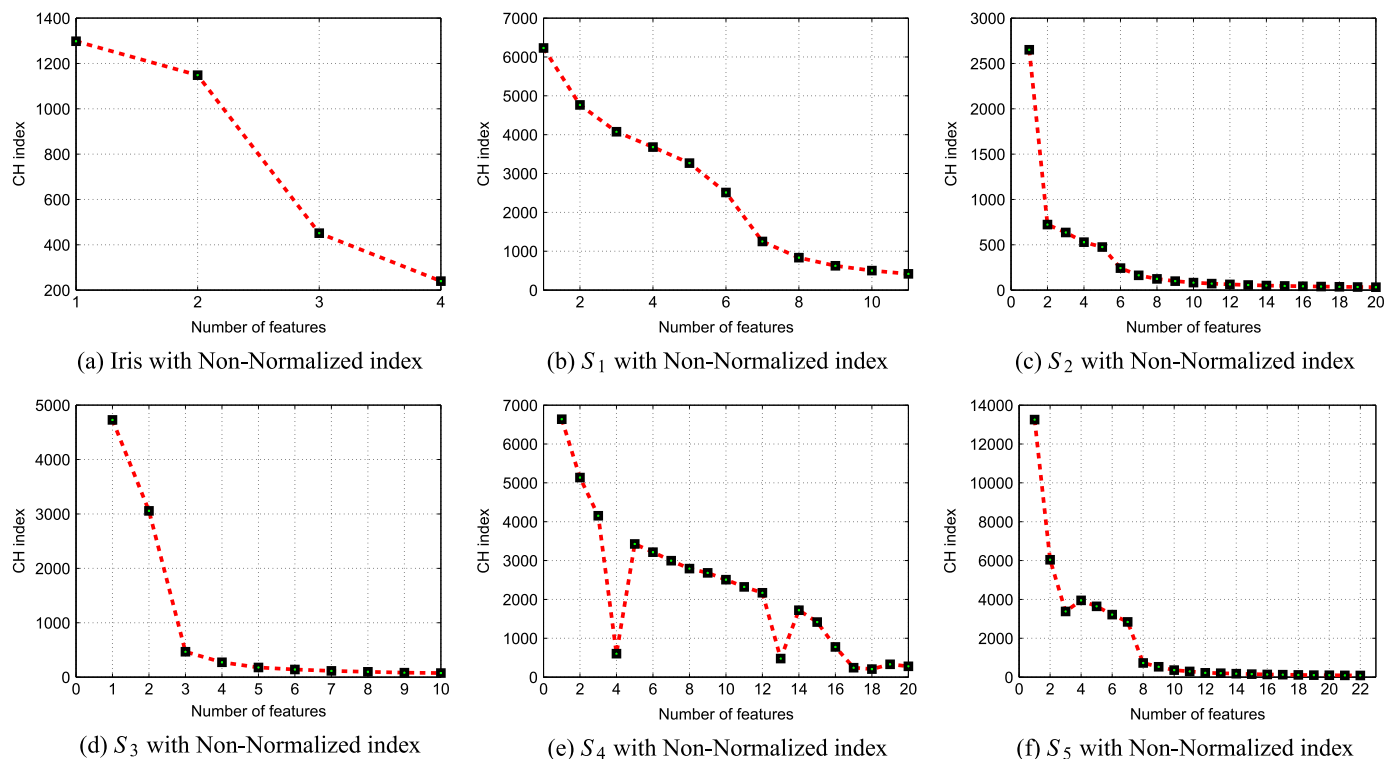 1400
1200
1000
800
600
400
200
1 2 3 4
CH index
Number of features
(a) Iris with Non-Normalized index
7000
6000
5000
4000
3000
2000
1000
0
2 4 6 8 10
CH index
Number of features
(b) S1 with Non-Normalized index
3000
2500
2000
1500
1000
500
0
0 2 4 6 8 10 12 14 16 18 20
CH index
Number of features
(c) S2 with Non-Normalized index
5000
4000
3000
2000
1000
0
0 1 2 3 4 5 6 7 8 9 10
CH index
Number of features
(d) S3 with Non-Normalized index
7000
6000
5000
4000
3000
2000
1000
0
0 2 4 6 8 10 12 14 16 18 20
CH index
Number of features
(e) S4 with Non-Normalized index
14000
12000
10000
8000
6000
4000
2000
0
0 2 4 6 8 10 12 14 16 18 20 22
CH index
Number of features
(f) S5 with Non-Normalized index